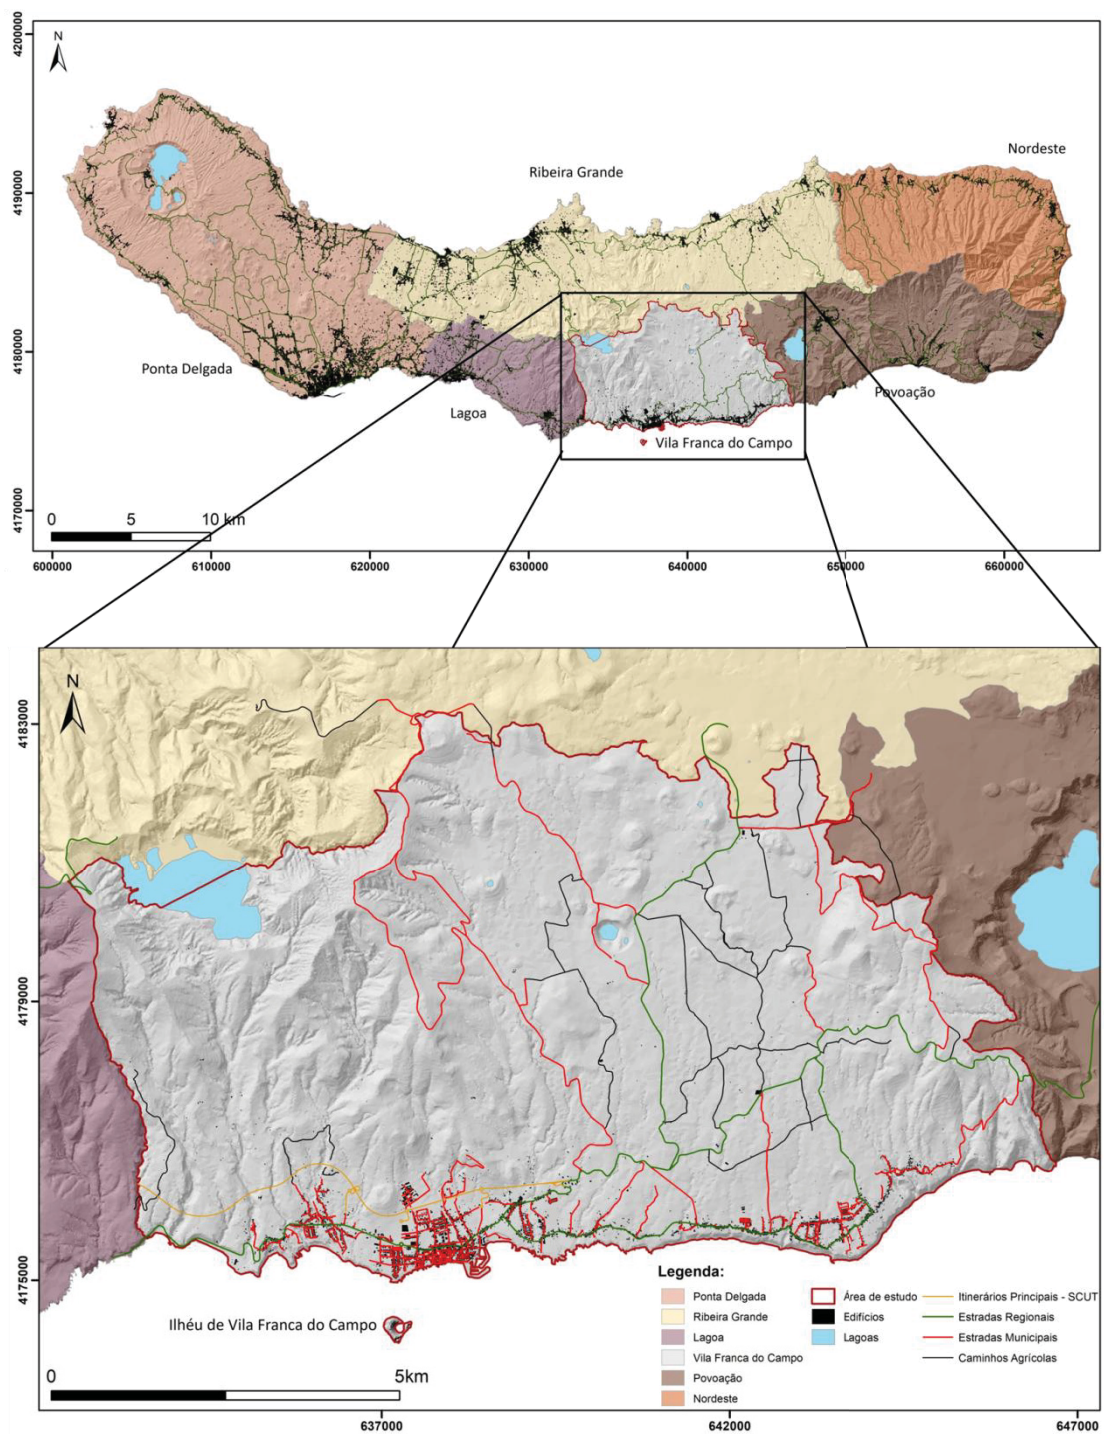 4200000
N
Nordeste
Ribeira Grande
4190000
4180000
Ponta Delgada
Povoação
Lagoa
Vila Franca do Campo
4170000
0 5 10 km
600000 610000 620000 630000 640000 650000 660000
N
4183000
4179000
4175000
Legenda:
Ponta Delgada
Ribeira Grande
Lagoa
Vila Franca do Campo
Povoação
Nordeste
Área de estudo
Edifícios
Lagoas
Itinerários Principais - SCUT
Estradas Regionais
Estradas Municipais
Caminhos Agrícolas
Ilhéu de Vila Franca do Campo
0 5km
637000 642000 647000